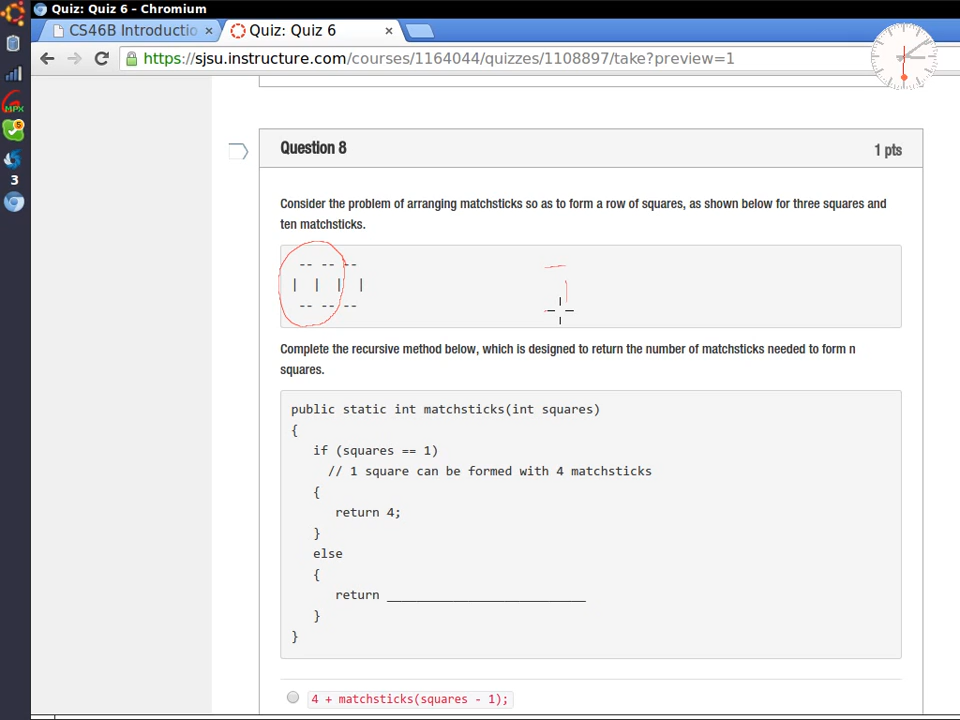 Quiz: Quiz 6 - Chromium
CS46B Introductio
Quiz: Quiz 6
https://sjsu.instructure.com/courses/1164044/quizzes/1108897/take?preview=1
MPX
5
3
Question 8
1 pts
Consider the problem of arranging matchsticks so as to form a row of squares, as shown below for three squares and
ten matchsticks.
-- -- --
|  |  |  |
-- -- --
Complete the recursive method below, which is designed to return the number of matchsticks needed to form n
squares.
public static int matchsticks(int squares)
{
if (squares == 1)
// 1 square can be formed with 4 matchsticks
{
return 4;
}
else
{
return ___________________________
}
}
4 + matchsticks(squares - 1);